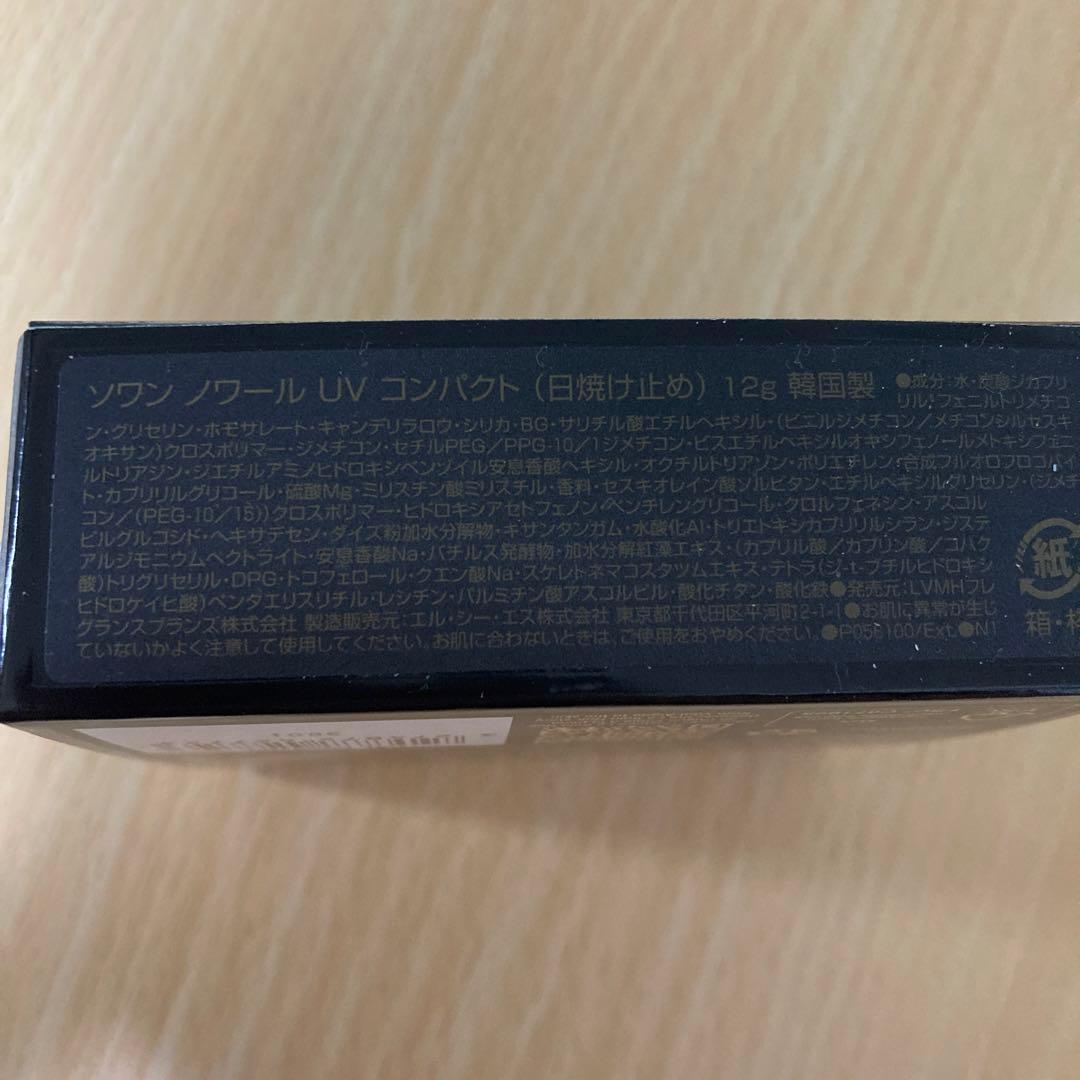 ソワン ノワール UV コンパクト（日焼け止め）12g 韓国製 ●成分：水・炭酸ジカプリ
リル・フェニルトリメチコ
ン・グリセリン・ホモサレート・キャンデリラロウ・シリカ・BG・サリチル酸エチルヘキシル・（ビニルジメチコン／メチコンシルセス
オキサン）クロスポリマー・ジメチコン・セチルPEG／PPG-10／1ジメチコン・ビスエチルヘキシルオキシフェノールメトキシフェニ
ルトリアジン・ジエチルアミノヒドロキシベンゾイル安息香酸ヘキシル・オクチルトリアゾン・ポリエチレン・合成フルオロフロゴパイ
ト・カプリリルグリコール・硫酸Mg・ミリスチン酸ミリスチル・香料・セスキオレイン酸ソルビタン・エチルヘキシルグリセリン・（ジメチ
コン／（PEG-10／15））クロスポリマー・ヒドロキシアセトフェノン・ペンチレングリコール・クロルフェネシン・アスコル
ビルグルコシド・ヘキサデセン・ダイズ粉加水分解物・キサンタンガム・水酸化Al・トリエトキシカプリリルシラン・ジステ
アルジモニウムヘクトライト・安息香酸Na・バチルス発酵物・加水分解紅藻エキス・（カプリル酸／カプリン酸／コハク
酸）トリグリセリル・DPG・トコフェロール・クエン酸Na・スケレトネマコスタツムエキス・テトラ（ジ-t-ブチルヒドロキシ
ヒドロケイヒ酸）ペンタエリスリチル・レシチン・パルミチン酸アスコルビル・酸化チタン・酸化鉄●発売元：LVMHフレ
グランスブランズ株式会社 製造販売元：エル・シー・エス株式会社 東京都千代田区平河町2-1-1●お肌に異常が生じ
ていないかよく注意して使用してください。お肌に合わないときは、ご使用をおやめください。●P055100/Ext.●N1
紙
箱・